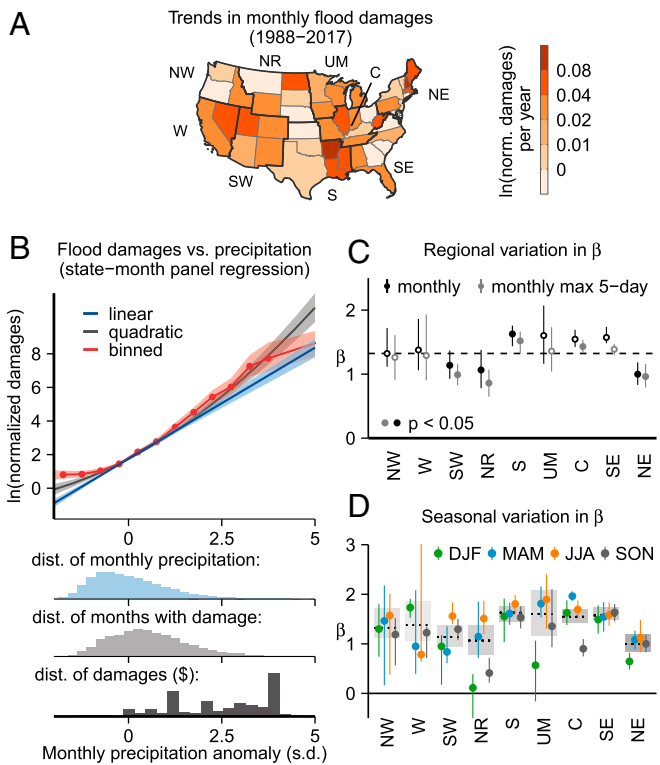 A
Trends in monthly flood damages
(1988−2017)
NW
NR
UM
C
NE
W
SW
S
SE
ln(norm. damages)
per year
0.08
0.04
0.02
0.01
0
B
Flood damages vs. precipitation
(state−month panel regression)
linear
quadratic
binned
ln(normalized damages)
8
6
4
2
0
0
2.5
5
dist. of monthly precipitation:
dist. of months with damage:
dist. of damages ($):
0
2.5
5
Monthly precipitation anomaly (s.d.)
C
Regional variation in β
monthly
monthly max 5−day
2
β
1
0
p < 0.05
NW
W
SW
NR
S
UM
C
SE
NE
D
Seasonal variation in β
DJF
MAM
JJA
SON
3
2
β
1
0
NW
W
SW
NR
S
UM
C
SE
NE